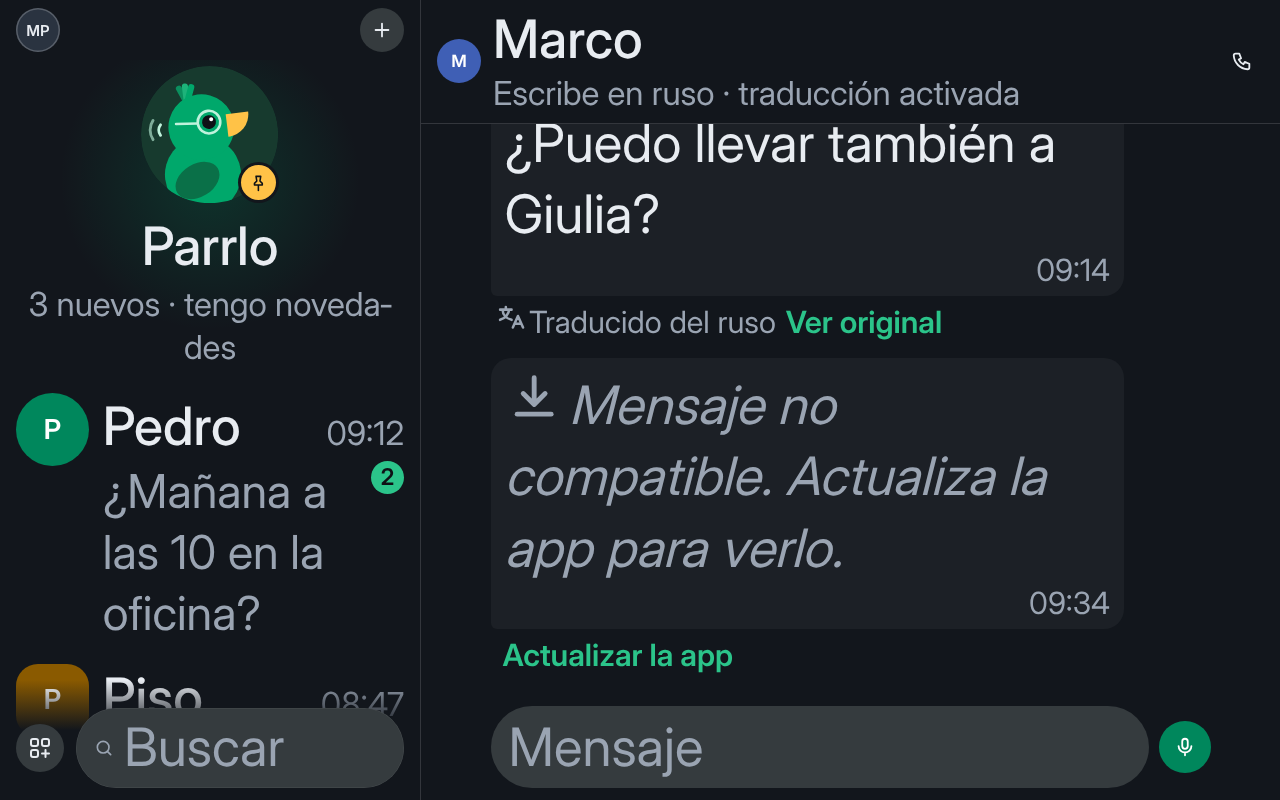 MP
Parrlo
3 nuevos · tengo noveda-
des
P
Pedro
09:12
¿Mañana a
las 10 en la
oficina?
2
P
Piso
08:47
Buscar
M
Marco
Escribe en ruso · traducción activada
¿Puedo llevar también a
Giulia?
09:14
Traducido del ruso Ver original
Mensaje no
compatible. Actualiza la
app para verlo.
09:34
Actualizar la app
Mensaje